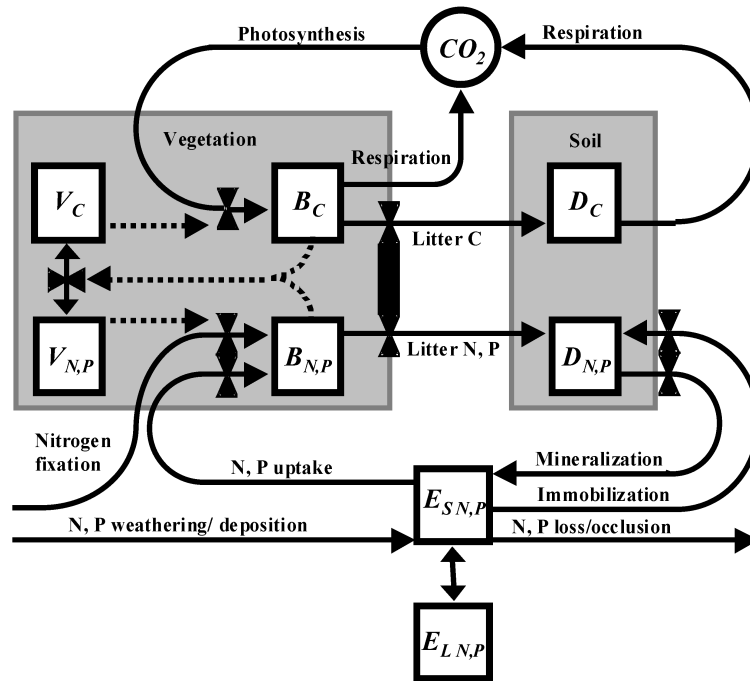 Photosynthesis
CO2
Respiration
Vegetation
Soil
Respiration
VC
BC
DC
Litter C
VN,P
BN,P
Litter N, P
DN,P
Nitrogen
fixation
N, P uptake
Mineralization
ES N,P
Immobilization
N, P weathering/ deposition
N, P loss/occlusion
EL N,P